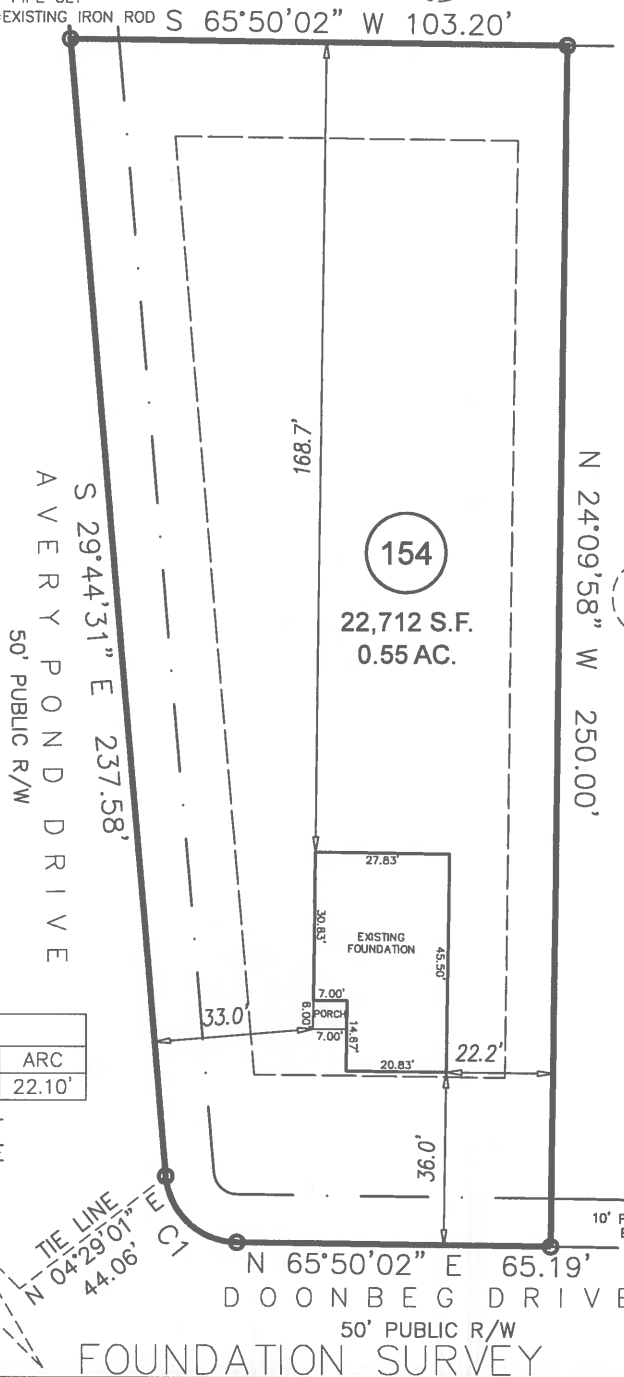 EXISTING IRON ROD
S 65°50'02" W 103.20'
168.7'
154
22,712 S.F.
0.55 AC.
N 24°09'58" W 250.00'
S 29°44'31" E 237.58'
AVERY POND DRIVE
50' PUBLIC R/W
27.83'
30.83'
EXISTING
FOUNDATION
45.50'
7.00'
6.00'
PORCH
7.00'
14.67'
20.83'
33.0'
22.2'
36.0'
ARC
22.10'
TIE LINE
N 04°29'01" E
44.06'
C1
10'
N 65°50'02" E 65.19'
DOONBEG DRIVE
50' PUBLIC R/W
FOUNDATION SURVEY